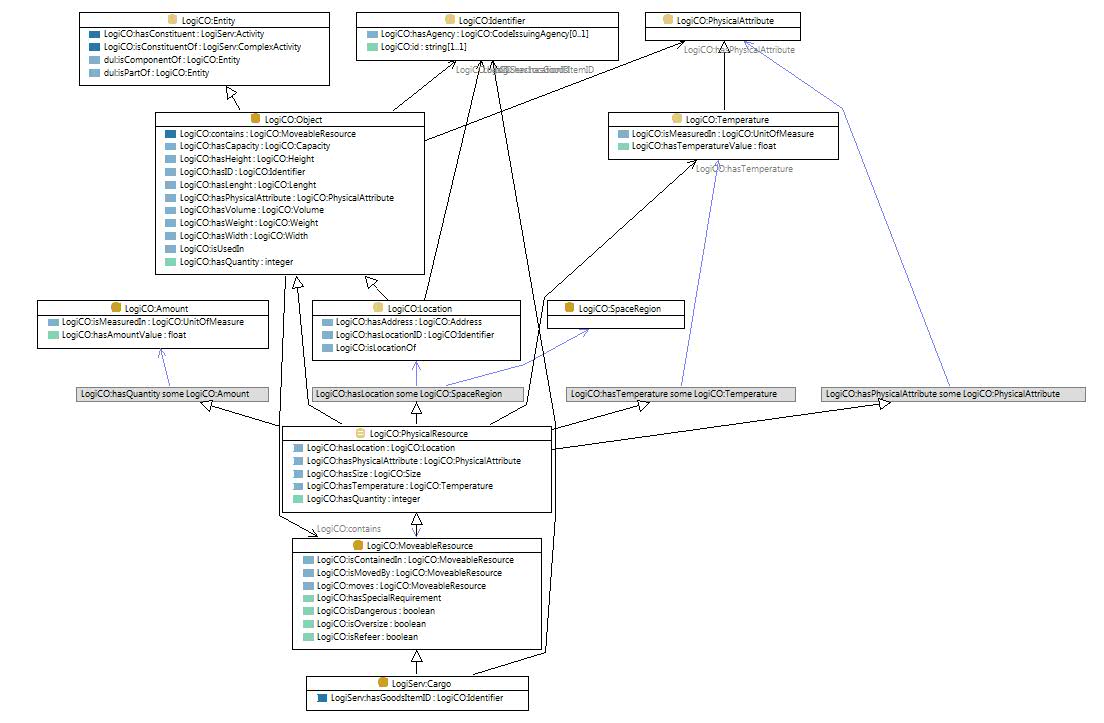 LogiCO:Entity
LogiCO:hasConstituent : LogiServ:Activity
LogiCO:isConstituentOf : LogiServ:ComplexActivity
dul:isComponentOf : LogiCO:Entity
dul:isPartOf : LogiCO:Entity
LogiCO:Identifier
LogiCO:hasAgency : LogiCO:CodeIssuingAgency[0..1]
LogiCO:id : string[1..1]
LogiCO:PhysicalAttribute
LogiCO:hasPhysicalAttribute
LogiCO:Object
LogiCO:contains : LogiCO:MoveableResource
LogiCO:hasCapacity : LogiCO:Capacity
LogiCO:hasHeight : LogiCO:Height
LogiCO:hasID : LogiCO:Identifier
LogiCO:hasLenght : LogiCO:Lenght
LogiCO:hasPhysicalAttribute : LogiCO:PhysicalAttribute
LogiCO:hasVolume : LogiCO:Volume
LogiCO:hasWeight : LogiCO:Weight
LogiCO:hasWidth : LogiCO:Width
LogiCO:isUsedIn
LogiCO:hasQuantity : integer
LogiCO:Temperature
LogiCO:isMeasuredIn : LogiCO:UnitOfMeasure
LogiCO:hasTemperatureValue : float
LogiCO:hasTemperature
LogiCO:Amount
LogiCO:isMeasuredIn : LogiCO:UnitOfMeasure
LogiCO:hasAmountValue : float
LogiCO:Location
LogiCO:hasAddress : LogiCO:Address
LogiCO:hasLocationID : LogiCO:Identifier
LogiCO:isLocationOf
LogiCO:SpaceRegion
LogiCO:hasQuantity some LogiCO:Amount
LogiCO:hasLocation some LogiCO:SpaceRegion
LogiCO:hasTemperature some LogiCO:Temperature
LogiCO:hasPhysicalAttribute some LogiCO:PhysicalAttribute
LogiCO:PhysicalResource
LogiCO:hasLocation : LogiCO:Location
LogiCO:hasPhysicalAttribute : LogiCO:PhysicalAttribute
LogiCO:hasSize : LogiCO:Size
LogiCO:hasTemperature : LogiCO:Temperature
LogiCO:hasQuantity : integer
LogiCO:contains
LogiCO:MoveableResource
LogiCO:isContainedIn : LogiCO:MoveableResource
LogiCO:isMovedBy : LogiCO:MoveableResource
LogiCO:moves : LogiCO:MoveableResource
LogiCO:hasSpecialRequirement
LogiCO:isDangerous : boolean
LogiCO:isOversize : boolean
LogiCO:isRefeer : boolean
LogiServ:Cargo
LogiServ:hasGoodsItemID : LogiCO:Identifier